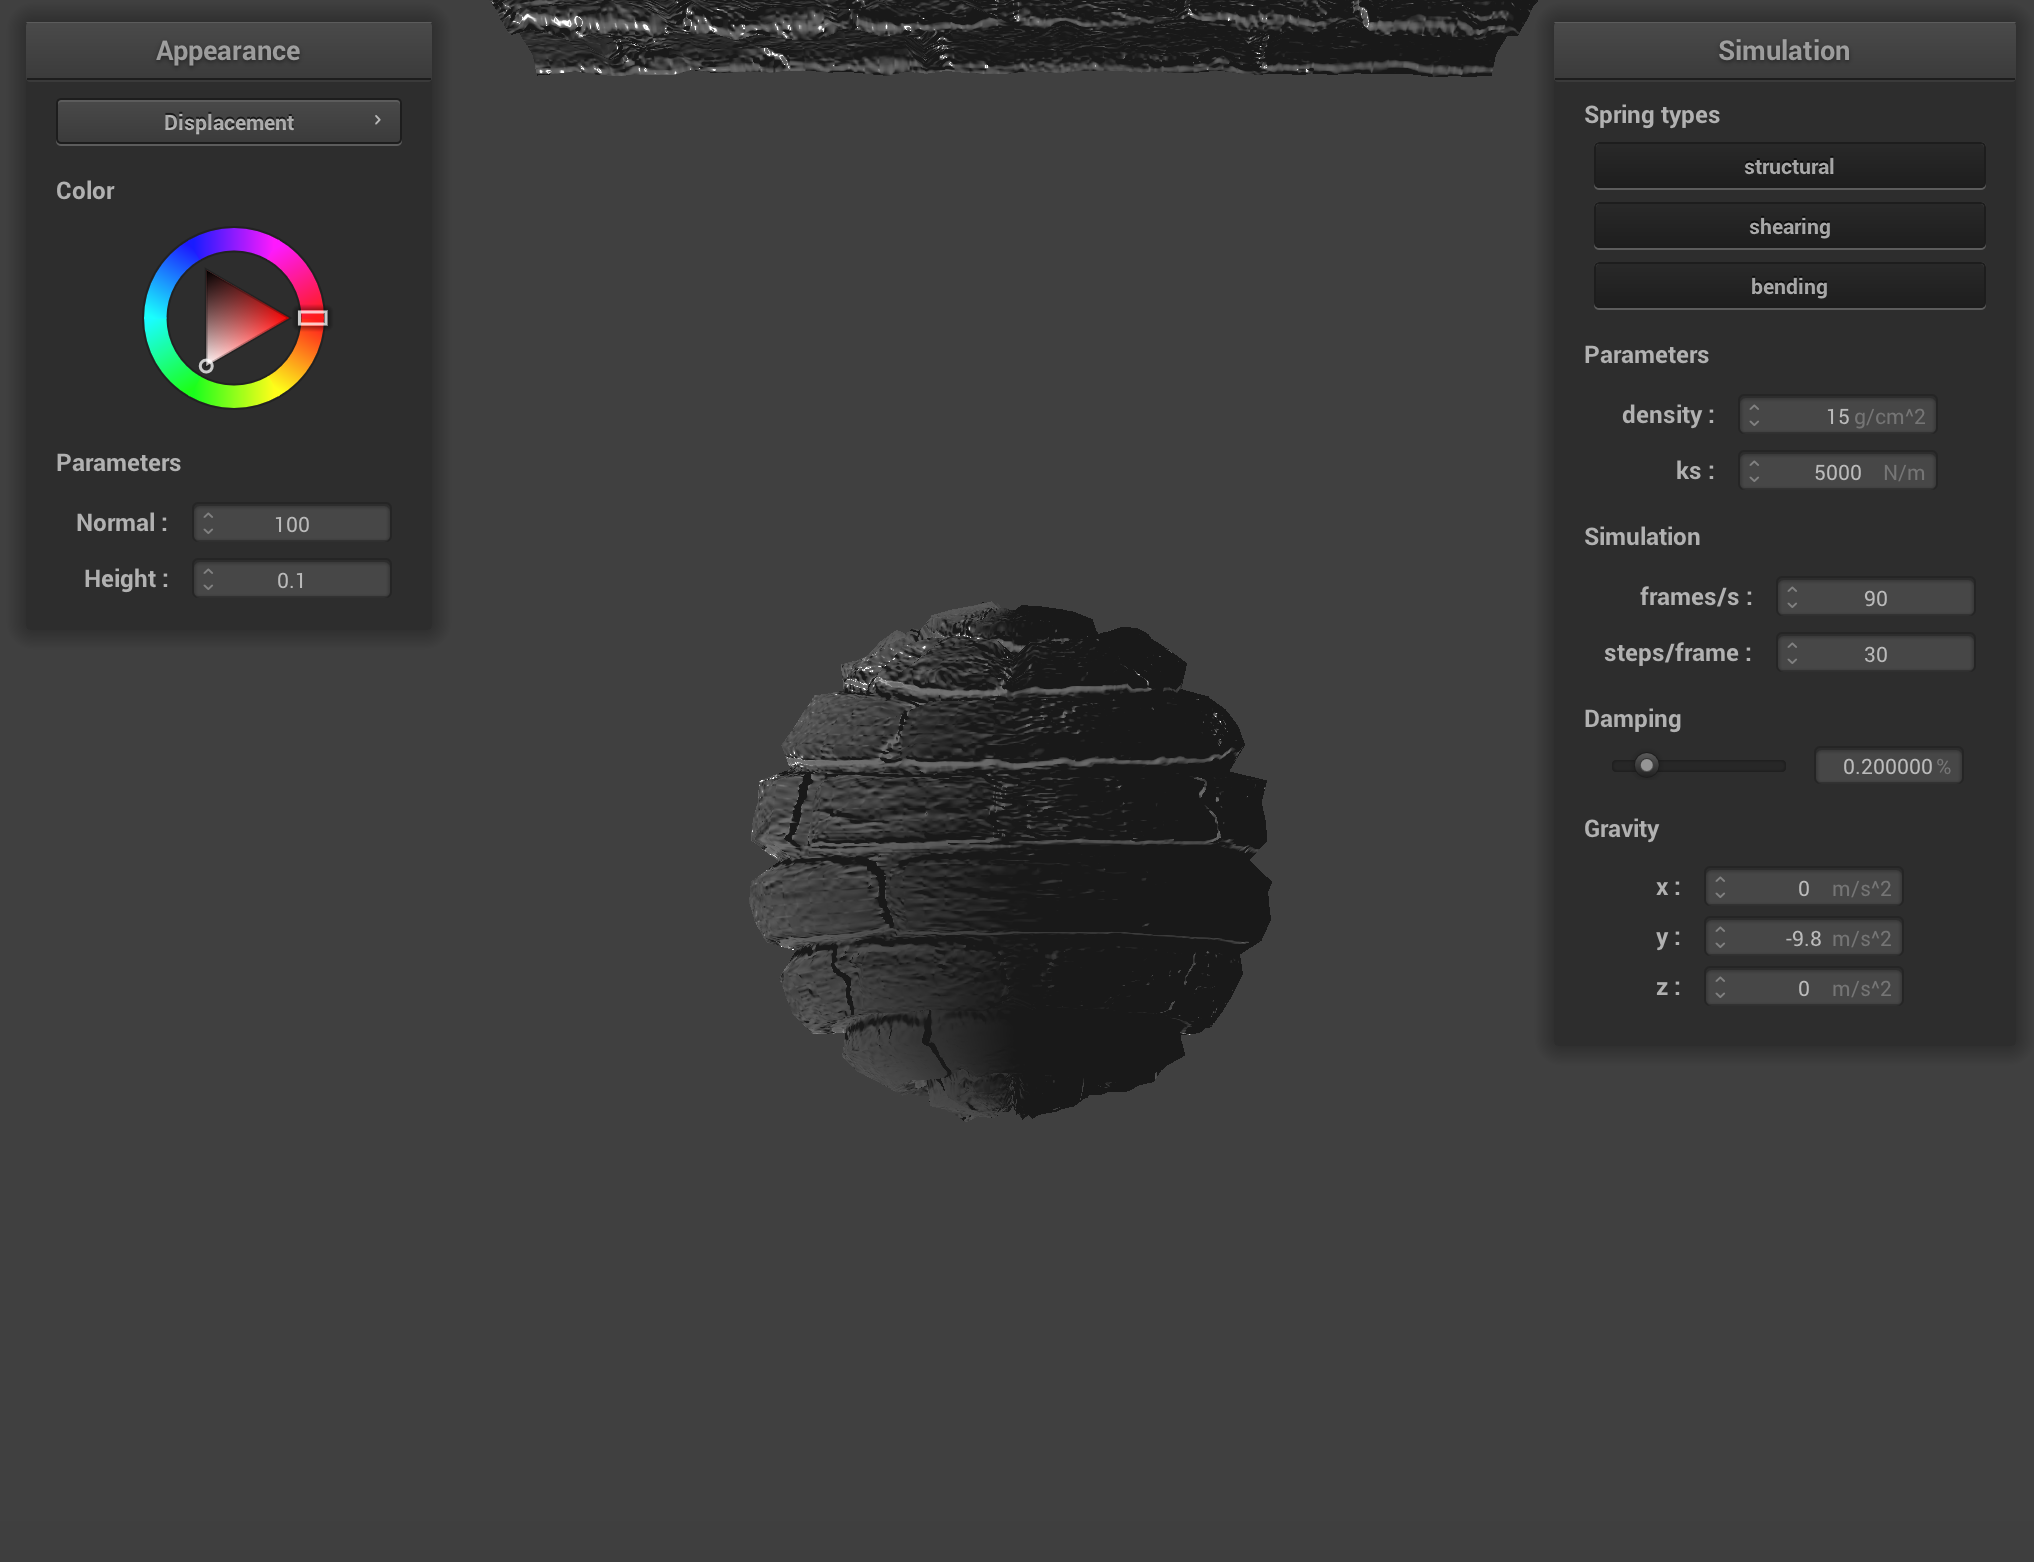 Appearance
Displacement
Color
Parameters
Normal : 100
Height : 0.1
Simulation
Spring types
structural
shearing
bending
Parameters
density : 15 g/cm^2
ks : 5000 N/m
Simulation
frames/s : 90
steps/frame : 30
Damping
0.200000 %
Gravity
x : 0 m/s^2
y : -9.8 m/s^2
z : 0 m/s^2